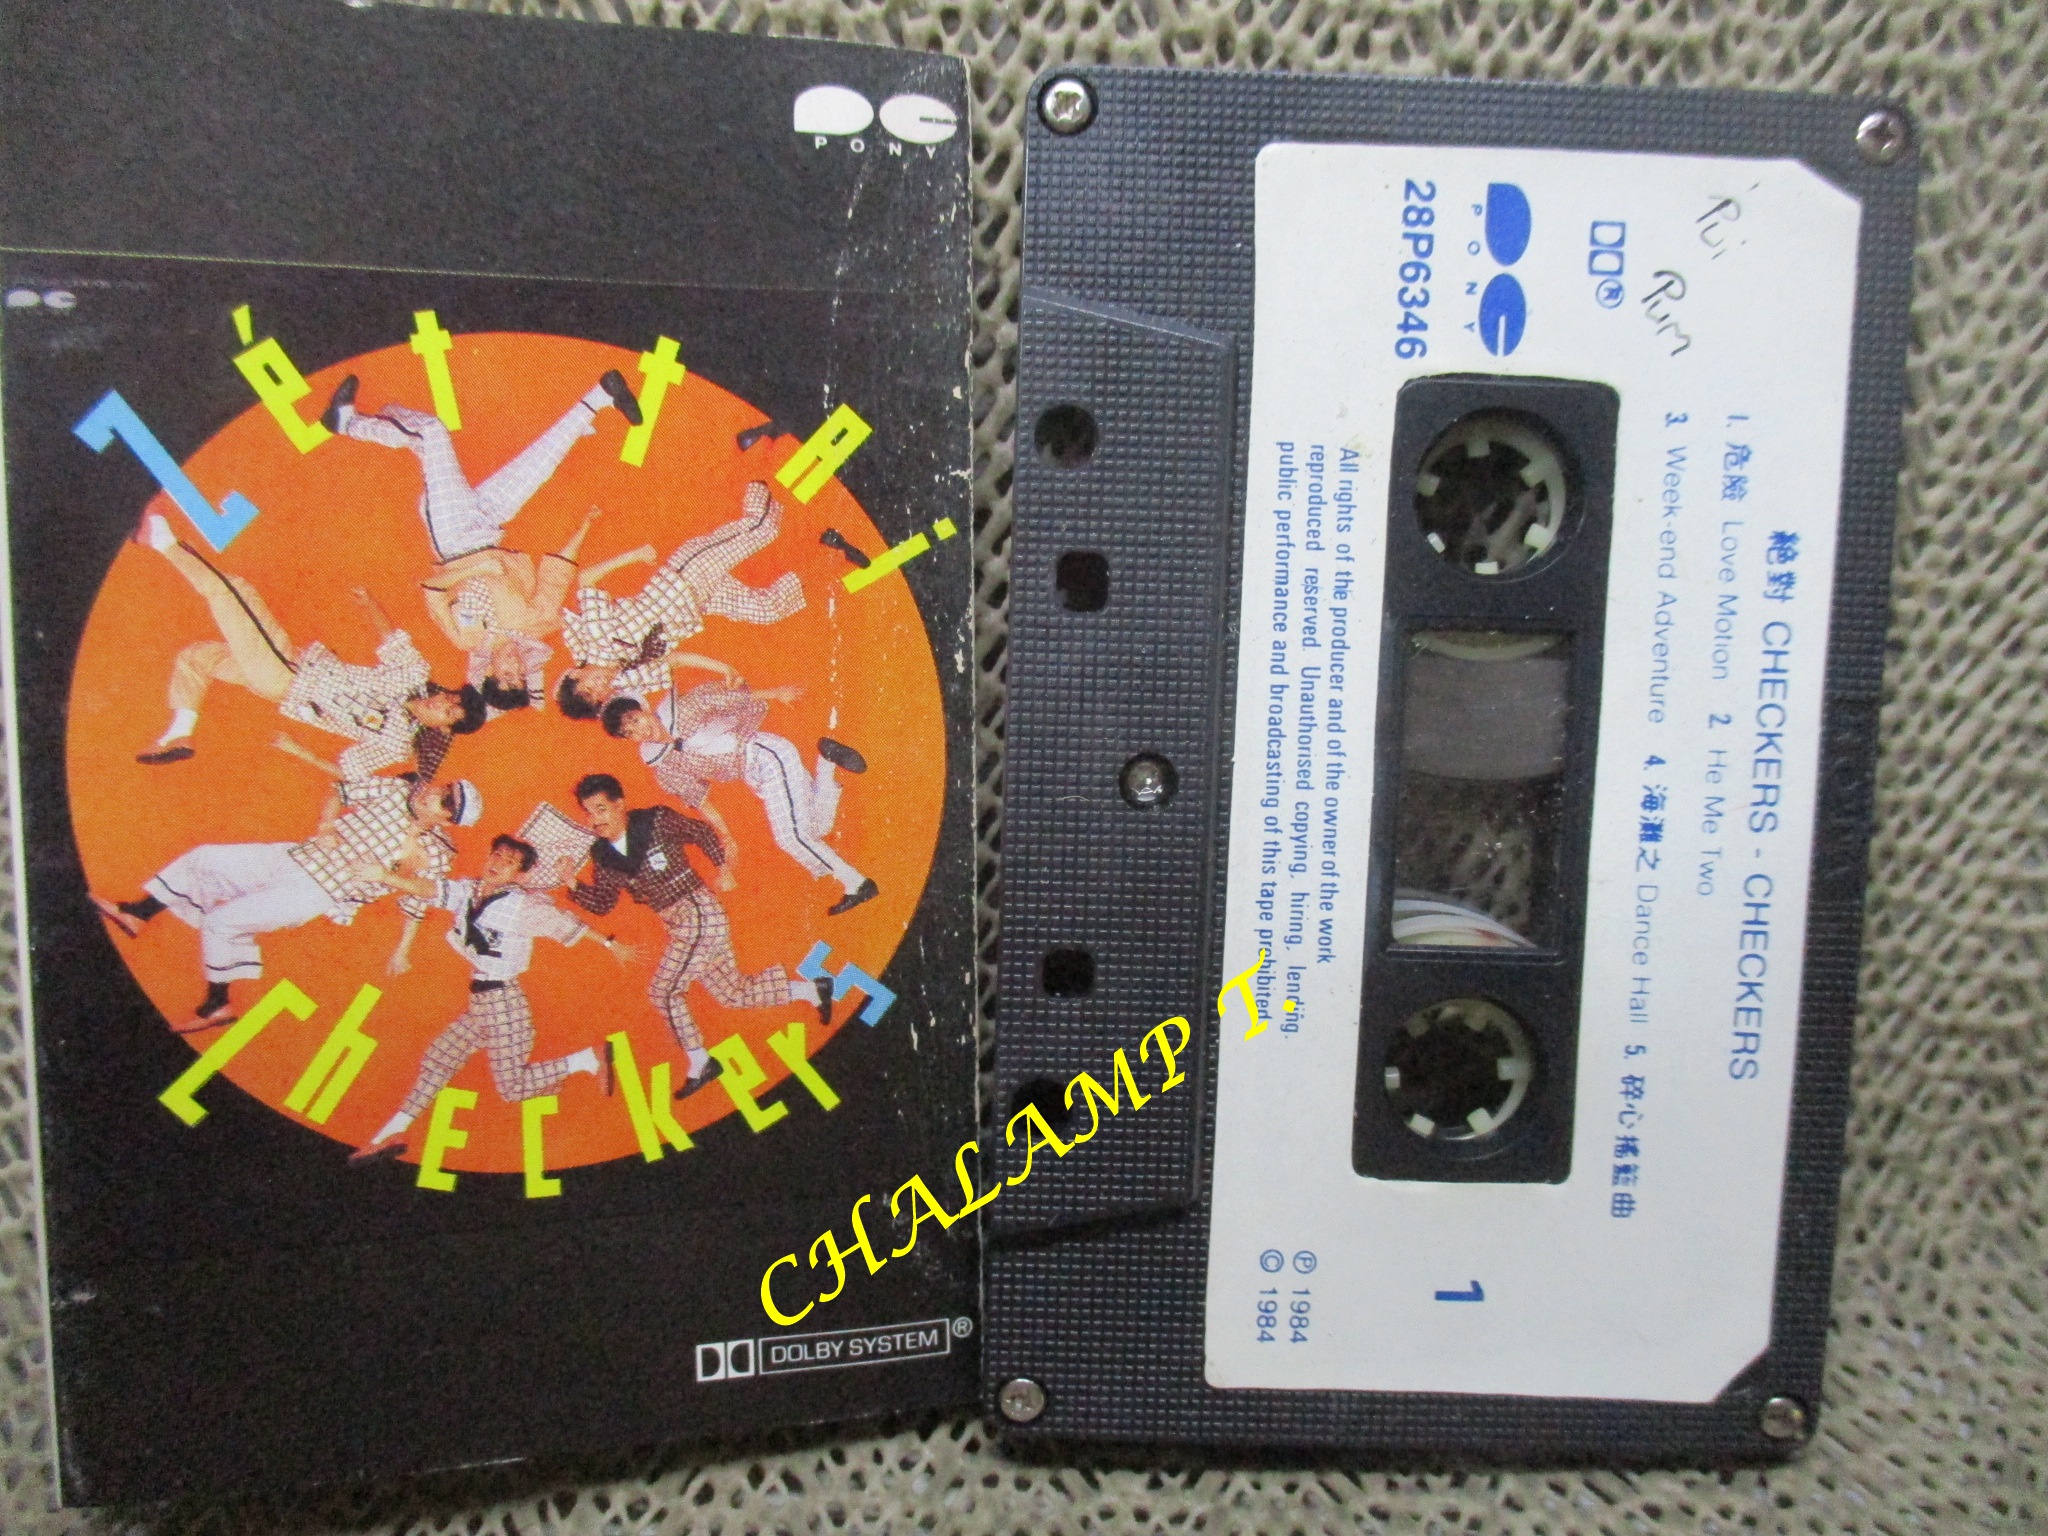 PONY
Zéttai
Checkers
DOLBY SYSTEM®
CHALAMP T.
Pui
Pum
絕對 CHECKERS - CHECKERS
1. 危險 Love Motion 2. He Me Two
3. Week-end Adventure 4. 海灘之 Dance Hall 5. 碎心搖籃曲
®
PONY
28P6346
1
All rights of the producer and of the owner of the work
reproduced reserved. Unauthorised copying, hiring, lending,
public performance and broadcasting of this tape prohibited.
Ⓟ 1984
© 1984